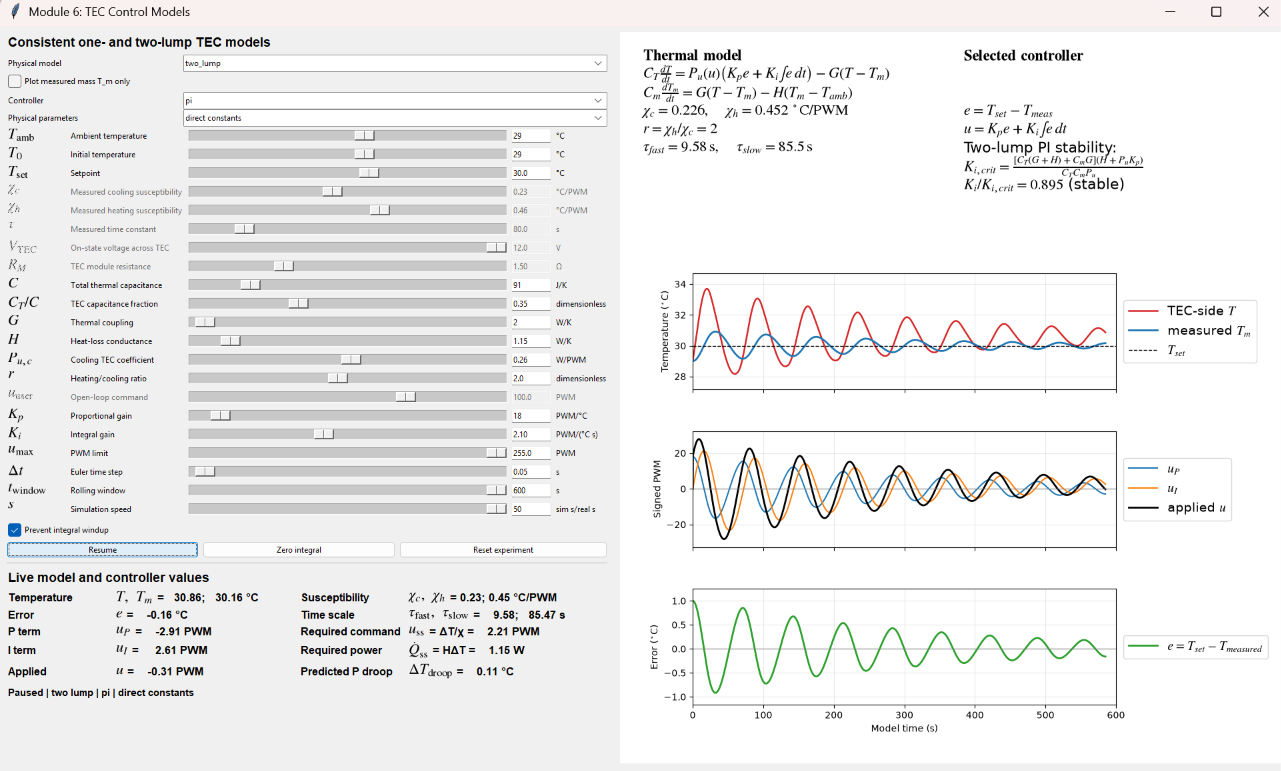 Module 6: TEC Control Models
Consistent one- and two-lump TEC models
Physical model two_lump
Plot measured mass T_m only
Controller pi
Physical parameters direct constants
T_amb Ambient temperature 29 °C
T_0 Initial temperature 29 °C
T_set Setpoint 30.0 °C
χ_c Measured cooling susceptibility 0.23 °C/PWM
χ_h Measured heating susceptibility 0.46 °C/PWM
τ Measured time constant 80.0 s
V_TEC On-state voltage across TEC 12.0 V
R_M TEC module resistance 1.50 Ω
C Total thermal capacitance 91 J/K
C_T/C TEC capacitance fraction 0.35 dimensionless
G Thermal coupling 2 W/K
H Heat-loss conductance 1.15 W/K
P_u,c Cooling TEC coefficient 0.26 W/PWM
r Heating/cooling ratio 2.0 dimensionless
u_user Open-loop command 100.0 PWM
K_p Proportional gain 18 PWM/°C
K_i Integral gain 2.10 PWM/(°C s)
u_max PWM limit 255.0 PWM
Δt Euler time step 0.05 s
t_window Rolling window 600 s
s Simulation speed 50 sim s/real s
Prevent integral windup
Resume Zero integral Reset experiment
Live model and controller values
Temperature T, T_m = 30.86; 30.16 °C Susceptibility χ_c, χ_h = 0.23; 0.45 °C/PWM
Error e = -0.16 °C Time scale τ_fast, τ_slow = 9.58; 85.47 s
P term u_P = -2.91 PWM Required command u_ss = ΔT/χ = 2.21 PWM
I term u_I = 2.61 PWM Required power Q̇_ss = HΔT = 1.15 W
Applied u = -0.31 PWM Predicted P droop ΔT_droop = 0.11 °C
Paused | two lump | pi | direct constants
Thermal model
C_T dT/dt = P_u(u)(K_p e + K_i ∫e dt) − G(T − T_m)
C_m dT_m/dt = G(T − T_m) − H(T_m − T_amb)
χ_c = 0.226, χ_h = 0.452 °C/PWM
r = χ_h/χ_c = 2
τ_fast = 9.58 s, τ_slow = 85.5 s
Selected controller
e = T_set − T_meas
u = K_p e + K_i ∫e dt
Two-lump PI stability:
K_i,crit = [C_T(G + H) + C_m G](H + P_u K_p) / C_T C_m P_u
K_i/K_i,crit = 0.895 (stable)
Temperature (°C)
34
32
30
28
TEC-side T
measured T_m
T_set
Signed PWM
20
0
−20
u_P
u_I
applied u
Error (°C)
1.0
0.5
0.0
−0.5
−1.0
e = T_set − T_measured
0 100 200 300 400 500 600
Model time (s)